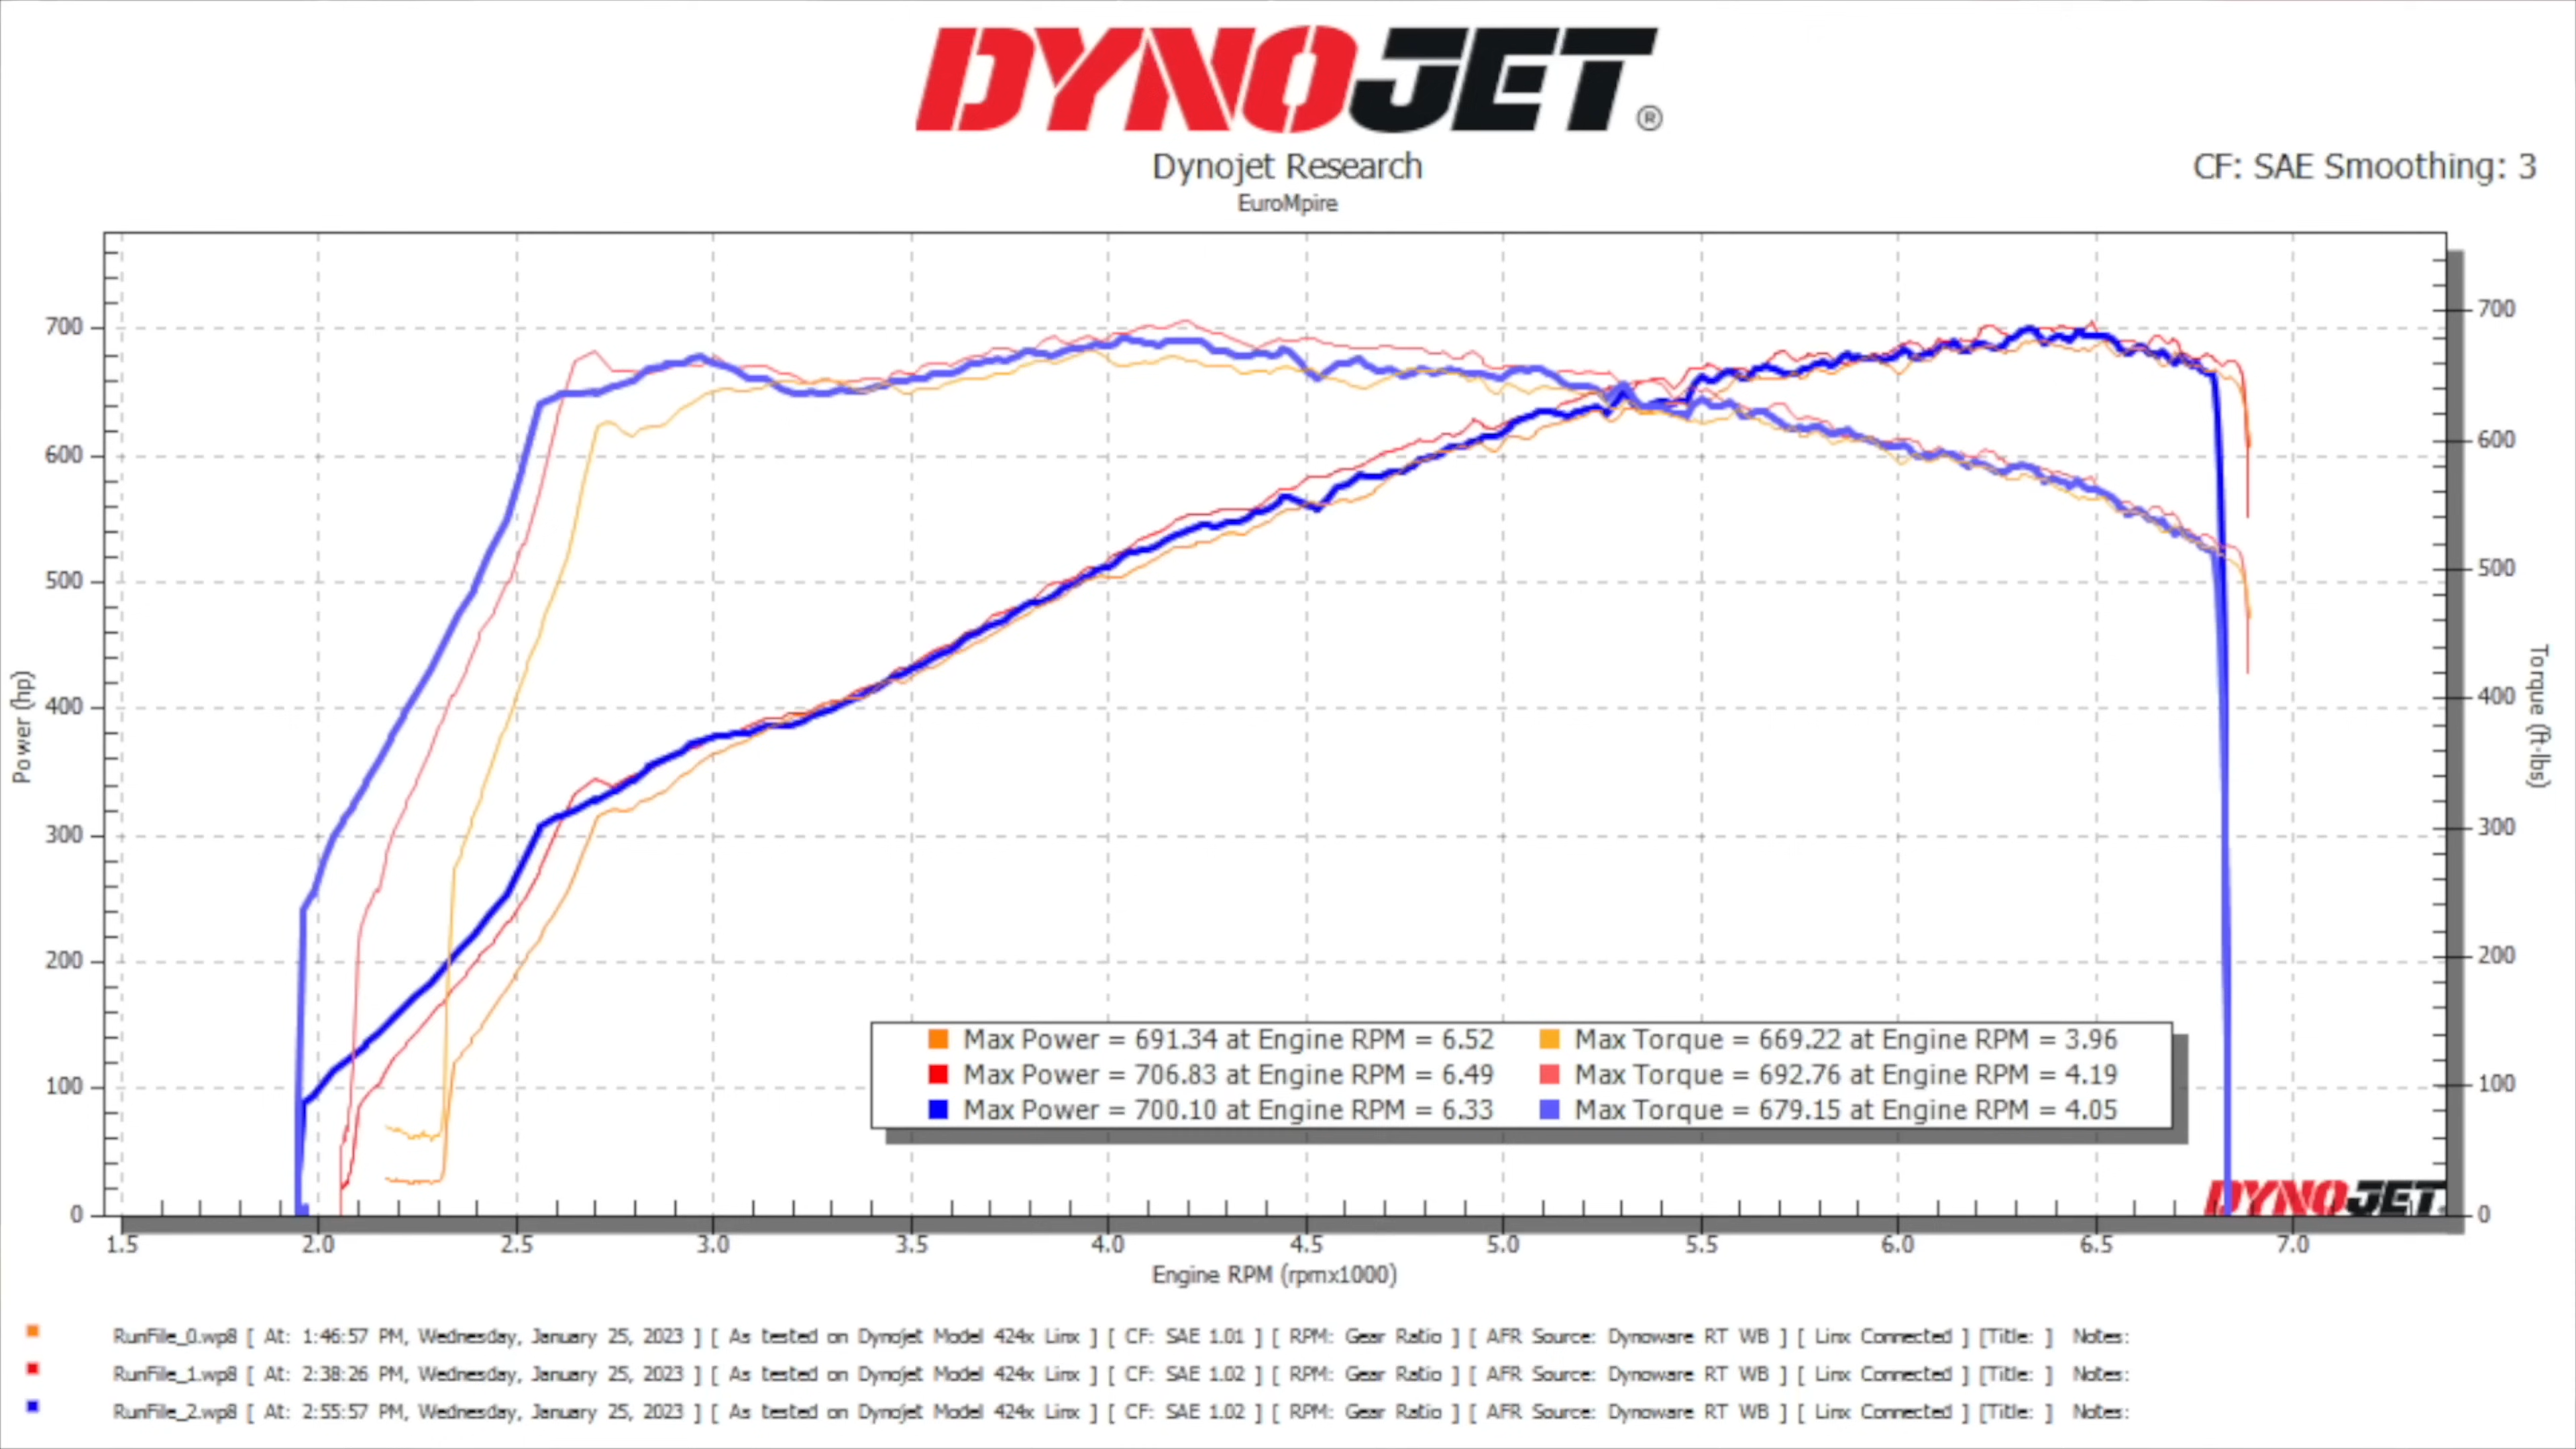 DYNOJET®
Dynojet Research
CF: SAE Smoothing: 3
EuroMpire
Power (hp)
700
600
500
400
300
200
100
0
Torque (ft-lbs)
700
600
500
400
300
200
100
0
Max Power = 691.34 at Engine RPM = 6.52 Max Torque = 669.22 at Engine RPM = 3.96
Max Power = 706.83 at Engine RPM = 6.49 Max Torque = 692.76 at Engine RPM = 4.19
Max Power = 700.10 at Engine RPM = 6.33 Max Torque = 679.15 at Engine RPM = 4.05
DYNOJET
1.5 2.0 2.5 3.0 3.5 4.0 4.5 5.0 5.5 6.0 6.5 7.0
Engine RPM (rpmx1000)
RunFile_0.wp8 [ At: 1:46:57 PM, Wednesday, January 25, 2023 ] [ As tested on Dynojet Model 424x Linx ] [ CF: SAE 1.01 ] [ RPM: Gear Ratio ] [ AFR Source: Dynoware RT WB ] [ Linx Connected ] [Title: ] Notes:
RunFile_1.wp8 [ At: 2:38:26 PM, Wednesday, January 25, 2023 ] [ As tested on Dynojet Model 424x Linx ] [ CF: SAE 1.02 ] [ RPM: Gear Ratio ] [ AFR Source: Dynoware RT WB ] [ Linx Connected ] [Title: ] Notes:
RunFile_2.wp8 [ At: 2:55:57 PM, Wednesday, January 25, 2023 ] [ As tested on Dynojet Model 424x Linx ] [ CF: SAE 1.02 ] [ RPM: Gear Ratio ] [ AFR Source: Dynoware RT WB ] [ Linx Connected ] [Title: ] Notes: